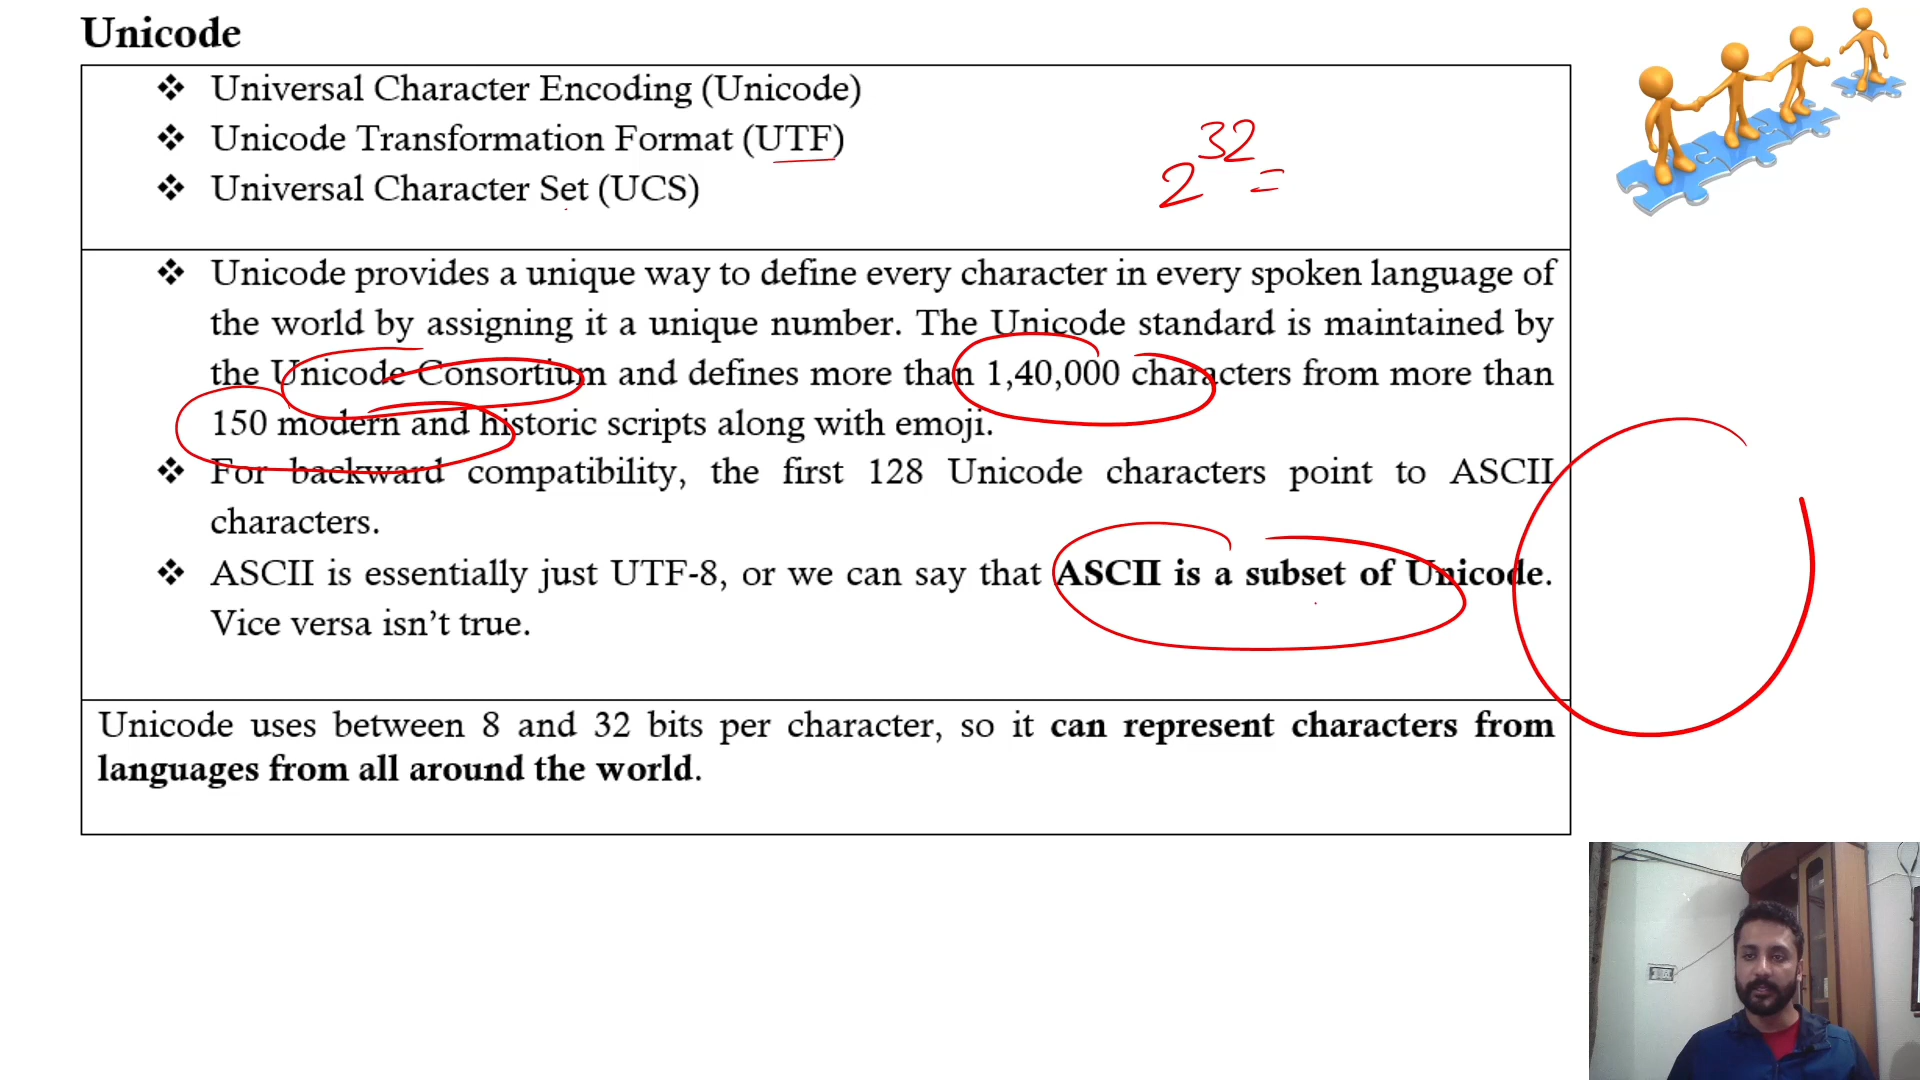 Unicode
❖ Universal Character Encoding (Unicode)
❖ Unicode Transformation Format (UTF)
❖ Universal Character Set (UCS)
2^32 =
❖ Unicode provides a unique way to define every character in every spoken language of
the world by assigning it a unique number. The Unicode standard is maintained by
the Unicode Consortium and defines more than 1,40,000 characters from more than
150 modern and historic scripts along with emoji.
❖ For backward compatibility, the first 128 Unicode characters point to ASCII
characters.
❖ ASCII is essentially just UTF-8, or we can say that ASCII is a subset of Unicode.
Vice versa isn’t true.
Unicode uses between 8 and 32 bits per character, so it can represent characters from
languages from all around the world.